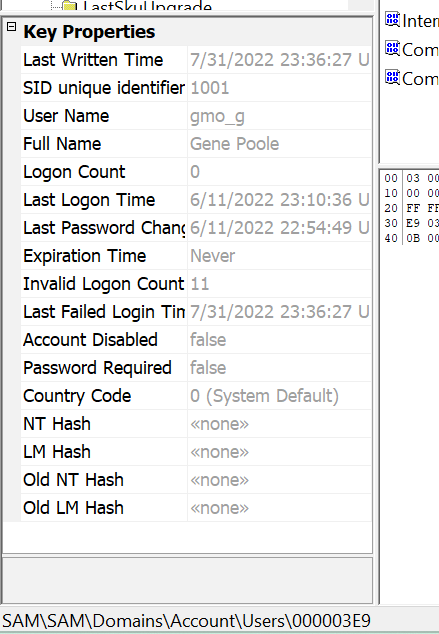 LastSkuUpgrade
Key Properties
Last Written Time 7/31/2022 23:36:27 U
SID unique identifier 1001
User Name gmo_g
Full Name Gene Poole
Logon Count 0
Last Logon Time 6/11/2022 23:10:36 U
Last Password Chang 6/11/2022 22:54:49 U
Expiration Time Never
Invalid Logon Count 11
Last Failed Login Tim 7/31/2022 23:36:27 U
Account Disabled false
Password Required false
Country Code 0 (System Default)
NT Hash «none»
LM Hash «none»
Old NT Hash «none»
Old LM Hash «none»
SAM\SAM\Domains\Account\Users\000003E9
Inter
Com
Com
00 03 00
10 00 00
20 FF FF
30 E9 03
40 0B 00